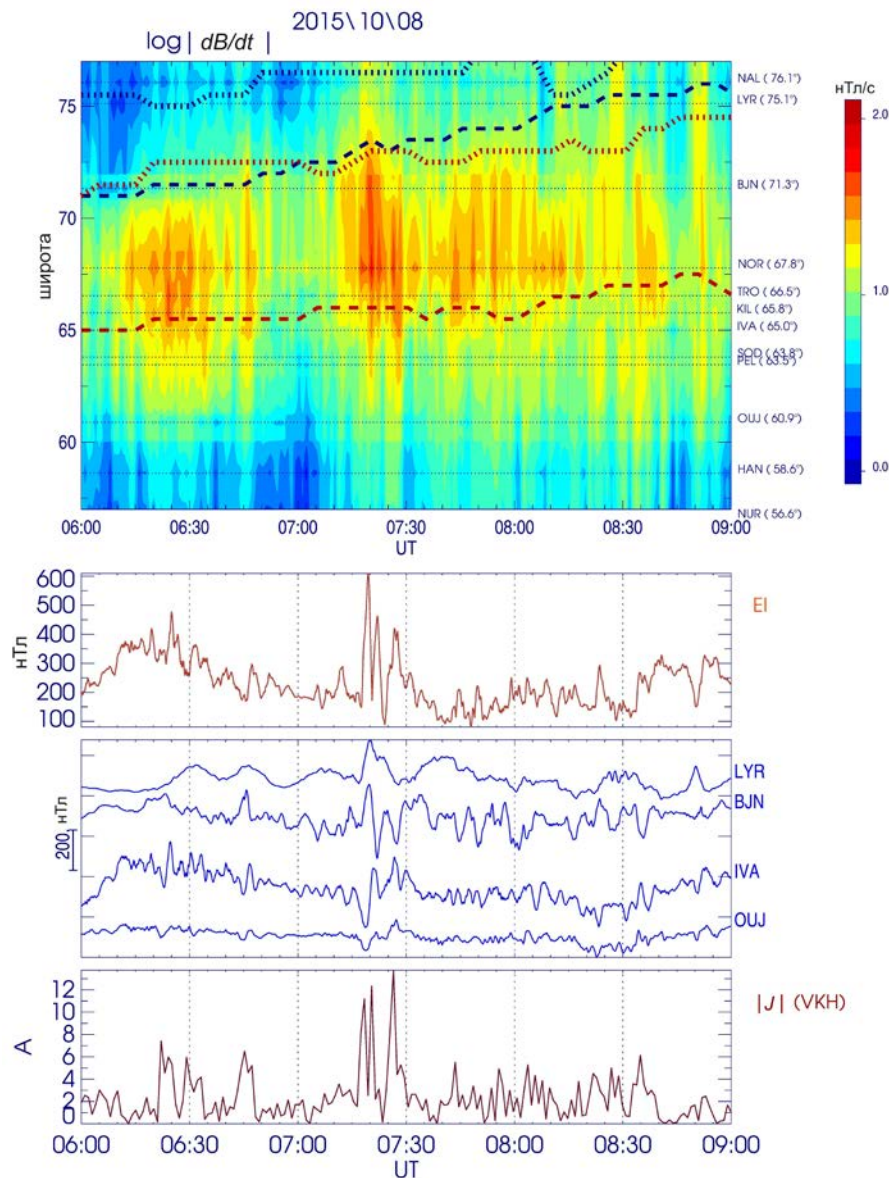 2015\10\08
log| dB/dt |
широта
75
70
65
60
NAL ( 76.1°)
LYR ( 75.1°)
BJN ( 71.3°)
NOR ( 67.8°)
TRO ( 66.5°)
KIL ( 65.8°)
IVA ( 65.0°)
SOD ( 63.8°)
PEL ( 63.5°)
OUJ ( 60.9°)
HAN ( 58.6°)
NUR ( 56.6°)
нТл/с
2.0
1.0
0.0
06:00 06:30 07:00 07:30 08:00 08:30 09:00
UT
нТл
600
500
400
300
200
100
EI
200 нТл
LYR
BJN
IVA
OUJ
A
12
10
8
6
4
2
0
|J| (VKH)
06:00 06:30 07:00 07:30 08:00 08:30 09:00
UT